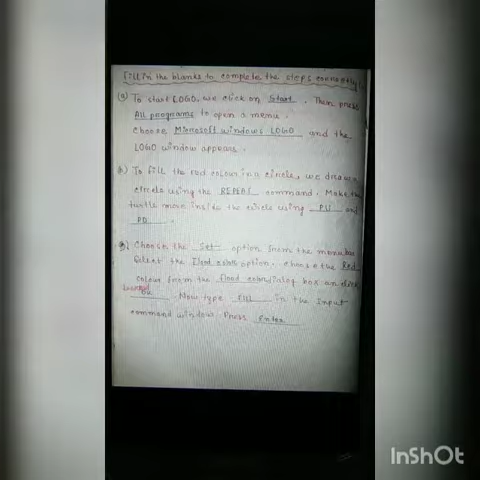 Fill in the blanks to complete the steps correctly
(a) To start LOGO, we click on Start. Then press
All programs to open a menu.
Choose Microsoft windows LOGO and the
LOGO window appears.
To fill the red colour in a circle, we draw a
circle using the REPEAT command. Make the
turtle move inside the circle using PU and
PD.
Choose the Set option from the menu bar
Select the Flood color option. Choose the Red
colour from the flood color dialog box and click
OK. Now type Fill in the Input
command window. Press Enter
InShOt